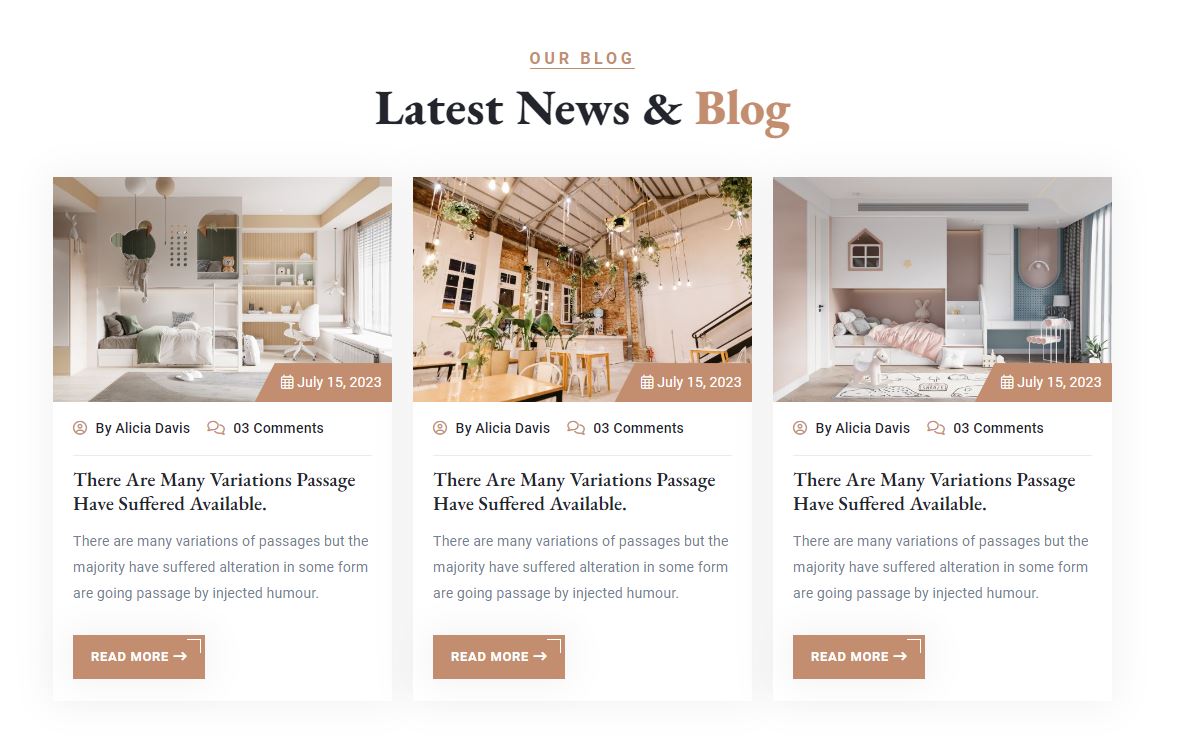 OUR BLOG
Latest News & Blog
July 15, 2023
By Alicia Davis 03 Comments
There Are Many Variations Passage
Have Suffered Available.
There are many variations of passages but the
majority have suffered alteration in some form
are going passage by injected humour.
READ MORE →
July 15, 2023
By Alicia Davis 03 Comments
There Are Many Variations Passage
Have Suffered Available.
There are many variations of passages but the
majority have suffered alteration in some form
are going passage by injected humour.
READ MORE →
July 15, 2023
By Alicia Davis 03 Comments
There Are Many Variations Passage
Have Suffered Available.
There are many variations of passages but the
majority have suffered alteration in some form
are going passage by injected humour.
READ MORE →